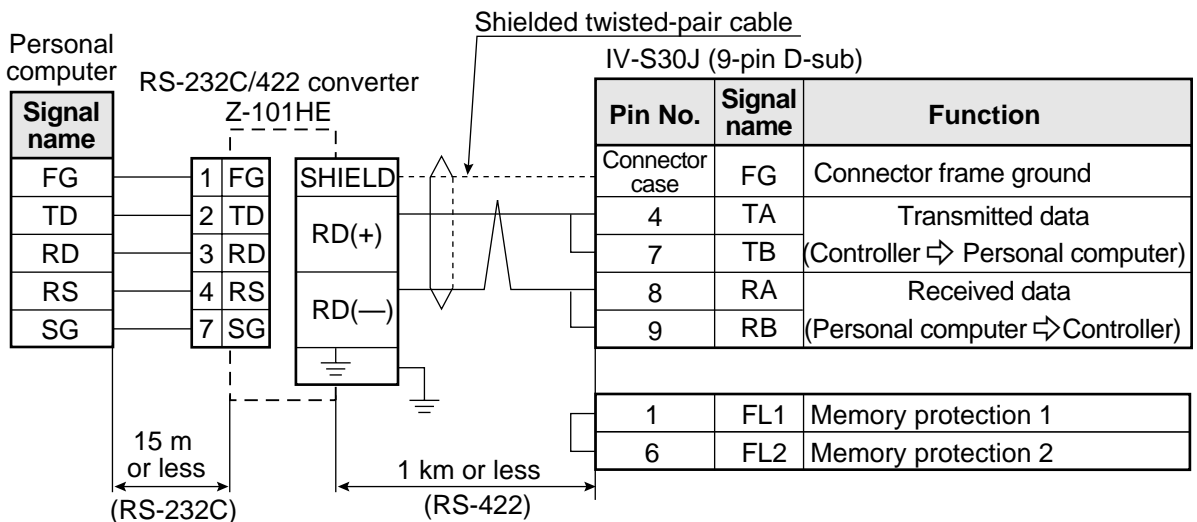 Shielded twisted-pair cable
Personal
computer
RS-232C/422 converter
Z-101HE
IV-S30J (9-pin D-sub)
Signal
name
Pin No.
Signal
name
Function
FG
1 FG
SHIELD
Connector
case
FG
Connector frame ground
TD
2 TD
RD(+)
4
TA
Transmitted data
RD
3 RD
7
TB
(Controller ⇨ Personal computer)
RS
4 RS
RD(—)
8
RA
Received data
SG
7 SG
9
RB
(Personal computer ⇨Controller)
1
FL1
Memory protection 1
6
FL2
Memory protection 2
15 m
or less
(RS-232C)
1 km or less
(RS-422)